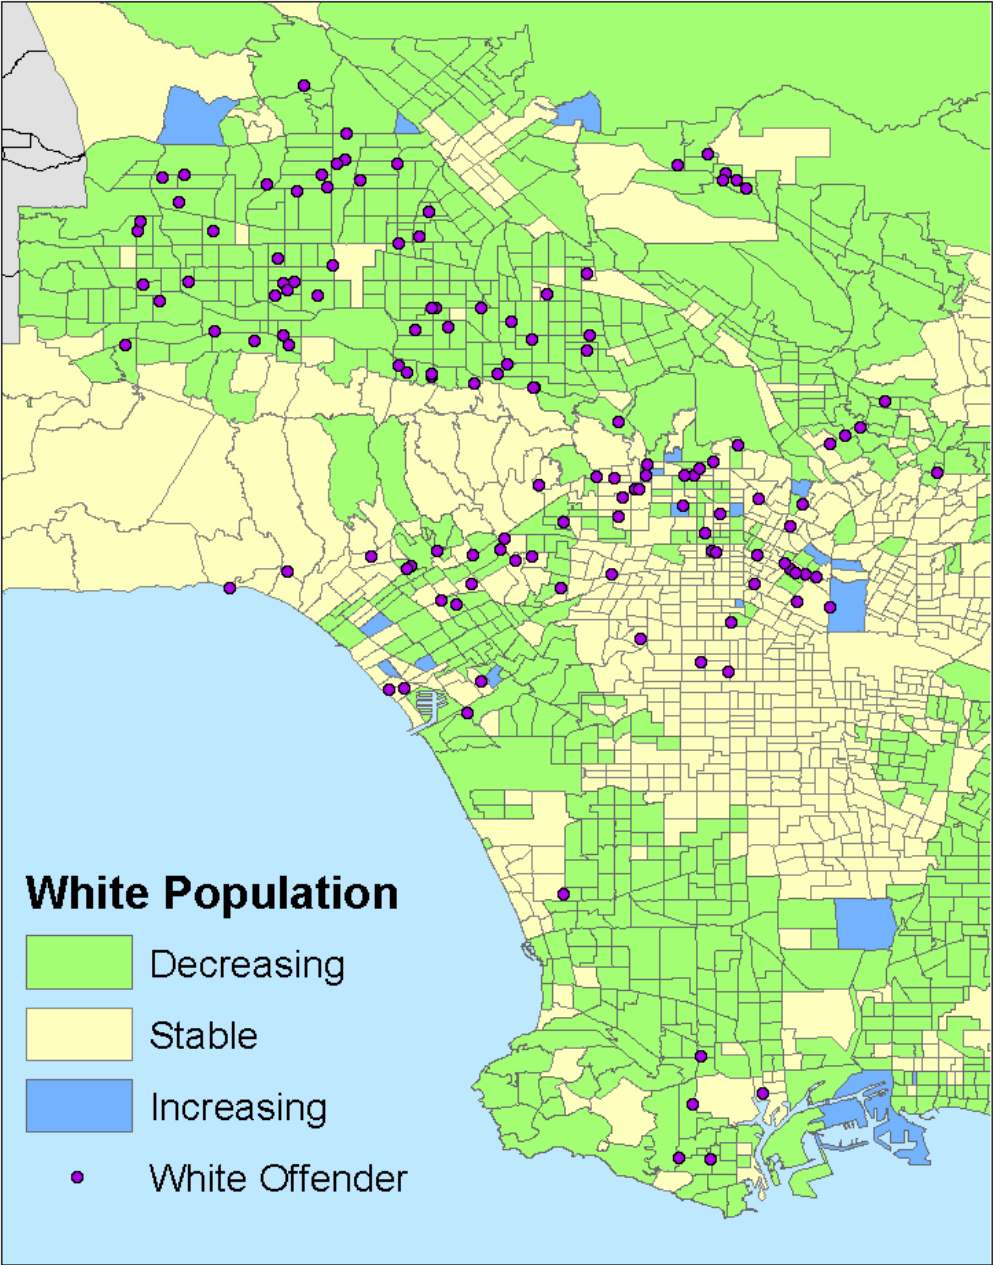 White Population
Decreasing
Stable
Increasing
White Offender